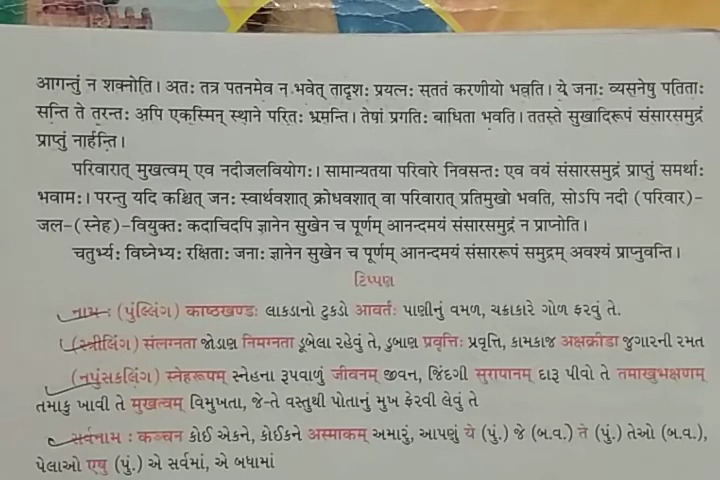 आगन्तुं न शक्नोति। अतः तत्र पतनमेव न भवेत् तादृशः प्रयत्नः सततं करणीयो भवति। ये जनाः व्यसनेषु पतिताः
सन्ति ते तरन्तः अपि एकस्मिन् स्थाने परितः भ्रमन्ति। तेषां प्रगतिः बाधिता भवति। ततस्ते सुखादिरूपं संसारसमुद्रं
प्राप्तुं नार्हन्ति।
परिवारात् मुखत्वम् एव नदीजलवियोगः। सामान्यतया परिवारे निवसन्तः एव वयं संसारसमुद्रं प्राप्तुं समर्थाः
भवामः। परन्तु यदि कश्चित् जनः स्वार्थवशात् क्रोधवशात् वा परिवारात् प्रतिमुखो भवति, सोऽपि नदी (परिवार)-
जल-(स्नेह)-वियुक्तः कदाचिदपि ज्ञानेन सुखेन च पूर्णम् आनन्दमयं संसारसमुद्रं न प्राप्नोति।
चतुर्भ्यः विघ्नेभ्यः रक्षिताः जनाः ज्ञानेन सुखेन च पूर्णम् आनन्दमयं संसाररूपं समुद्रम् अवश्यं प्राप्नुवन्ति।
ટિપ્પણ
नाम : (પુંલ્લિંગ) काष्ठखण्डः લાકડાનો ટુકડો आवर्तः પાણીનું વમળ, ચક્રાકારે ગોળ ફરવું તે.
(સ્ત્રીલિંગ) संलग्नता જોડાણ निमग्नता ડૂબેલા રહેવું તે, ડુબાણ प्रवृत्तिः પ્રવૃત્તિ, કામકાજ अक्षक्रीडा જુગારની રમત
(નપુંસકલિંગ) स्नेहरूपम् સ્નેહના રૂપવાળું जीवनम् જીવન, જિંદગી सुरापानम् દારૂ પીવો તે तमाखुभक्षणम्
તમાકુ ખાવી તે मुखत्वम् વિમુખતા, જે-તે વસ્તુથી પોતાનું મુખ ફેરવી લેવું તે
सर्वनाम : कञ्चन કોઈ એકને, કોઈકને अस्माकम् અમારું, આપણું ये (પું.) જે (બ.વ.) ते (પું.) તેઓ (બ.વ.),
પેલાઓ एषु (પું.) એ સર્વમાં, એ બધામાં